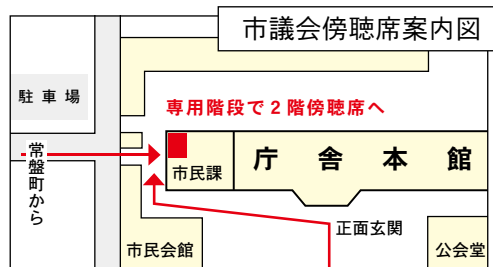 市議会傍聴席案内図
駐車場
専用階段で2階傍聴席へ
常盤町から
市民課
庁舎本館
正面玄関
市民会館
公会堂